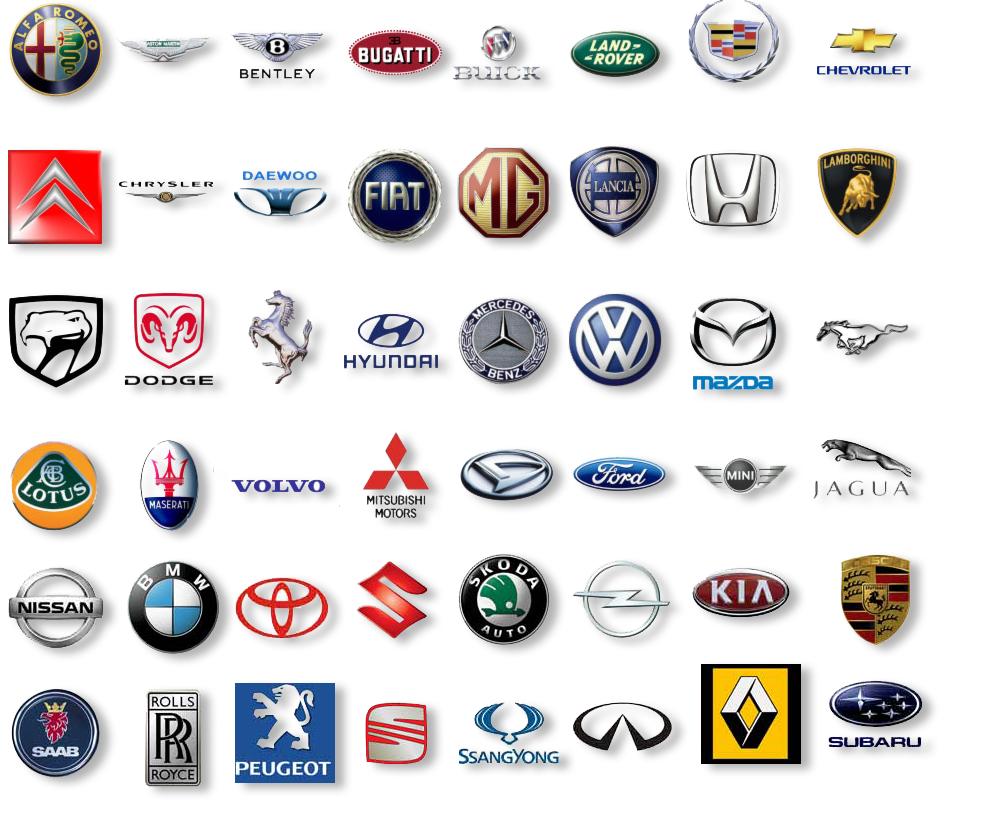 ALFA ROMEO
ASTON MARTIN
B
BENTLEY
EB
BUGATTI
BUICK
LAND-
-ROVER
CHEVROLET
CHRYSLER
DAEWOO
FIAT
MG
LANCIA
LAMBORGHINI
DODGE
HYUNDAI
MERCEDES
BENZ
VW
mazda
LOTUS
MASERATI
VOLVO
MITSUBISHI
MOTORS
Ford
MINI
JAGUA
NISSAN
BMW
SKODA
AUTO
KIA
SAAB
ROLLS
RR
ROYCE
PEUGEOT
SSANGYONG
SUBARU